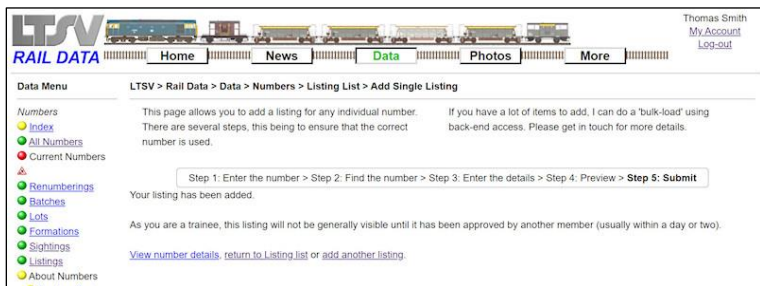 LTSV
RAIL DATA
Home
News
Data
Photos
More
Thomas Smith
My Account
Log-out
Data Menu
Numbers
Index
All Numbers
Current Numbers
Renumberings
Batches
Lots
Formations
Sightings
Listings
About Numbers
LTSV > Rail Data > Data > Numbers > Listing List > Add Single Listing
This page allows you to add a listing for any individual number.
There are several steps, this being to ensure that the correct
number is used.
If you have a lot of items to add, I can do a 'bulk-load' using
back-end access. Please get in touch for more details.
Step 1: Enter the number > Step 2: Find the number > Step 3: Enter the details > Step 4: Preview > Step 5: Submit
Your listing has been added.
As you are a trainee, this listing will not be generally visible until it has been approved by another member (usually within a day or two).
View number details, return to Listing list or add another listing.